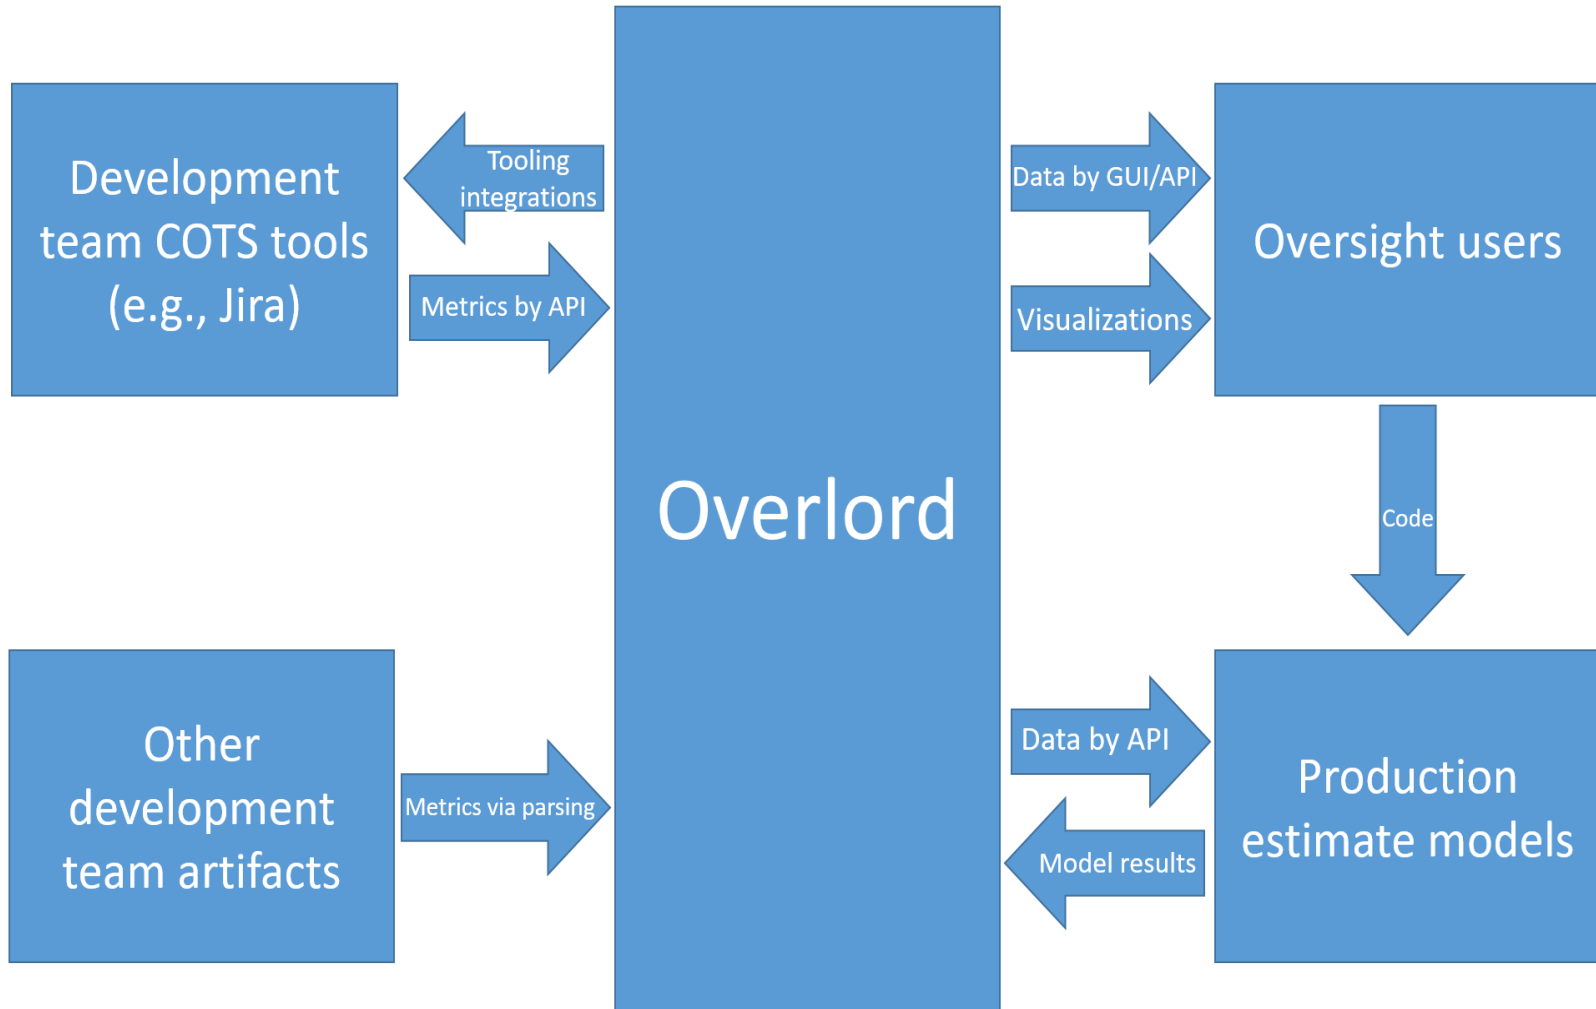 Development
team COTS tools
(e.g., Jira)
Tooling
integrations
Metrics by API
Other
development
team artifacts
Metrics via parsing
Overlord
Data by GUI/API
Visualizations
Oversight users
Code
Data by API
Model results
Production
estimate models